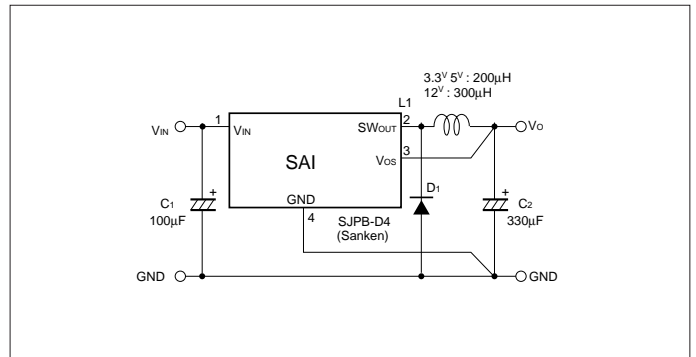 3.3V 5V : 200μH
12V : 300μH
L1
VIN
1
VIN
SWOUT
2
VO
VOS
3
SAI
D1
+
C1
100μF
GND
4
SJPB-D4
(Sanken)
+
C2
330μF
GND
GND